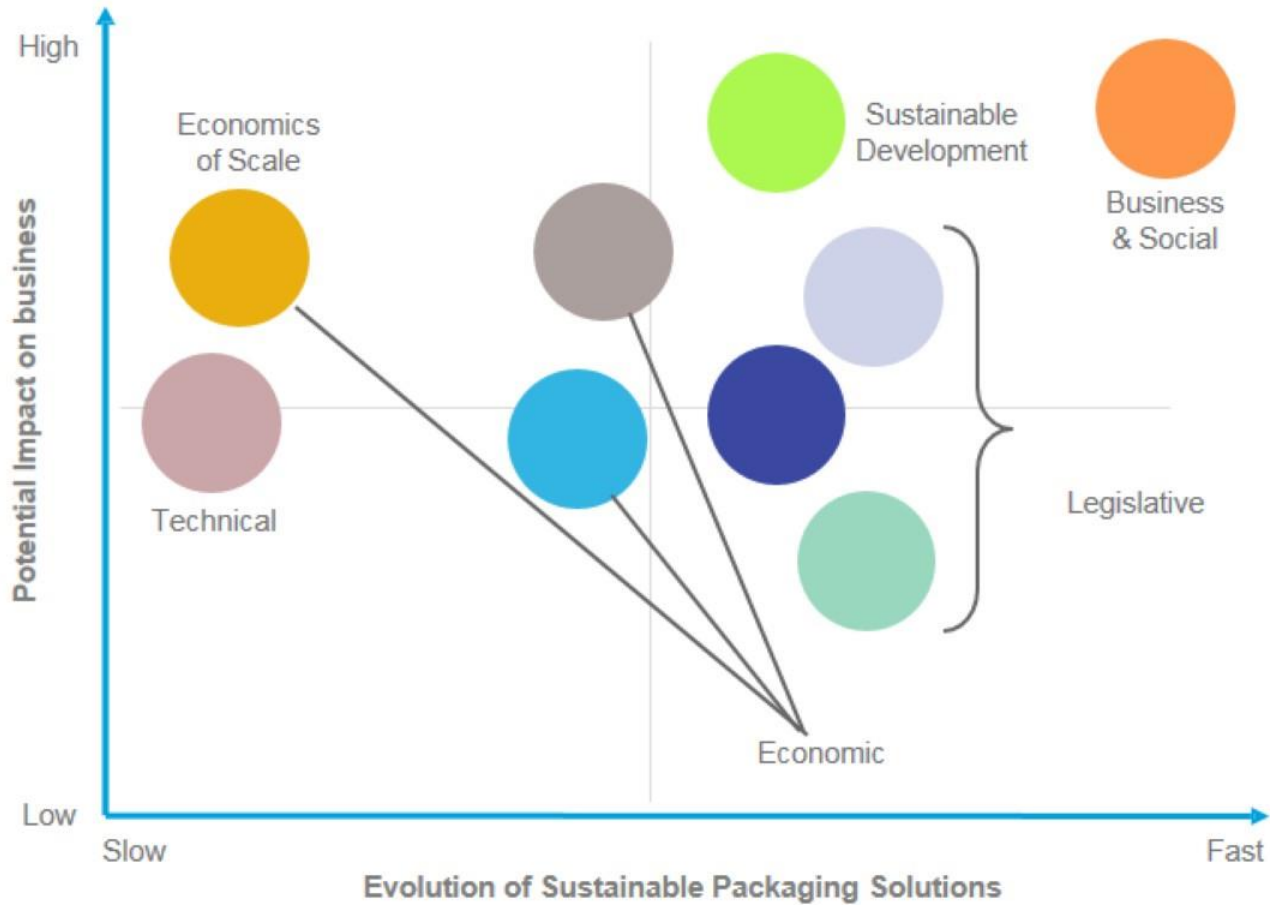 High
Economics
of Scale
Sustainable
Development
Business
& Social
Potential Impact on business
Technical
Legislative
Economic
Low
Slow
Fast
Evolution of Sustainable Packaging Solutions